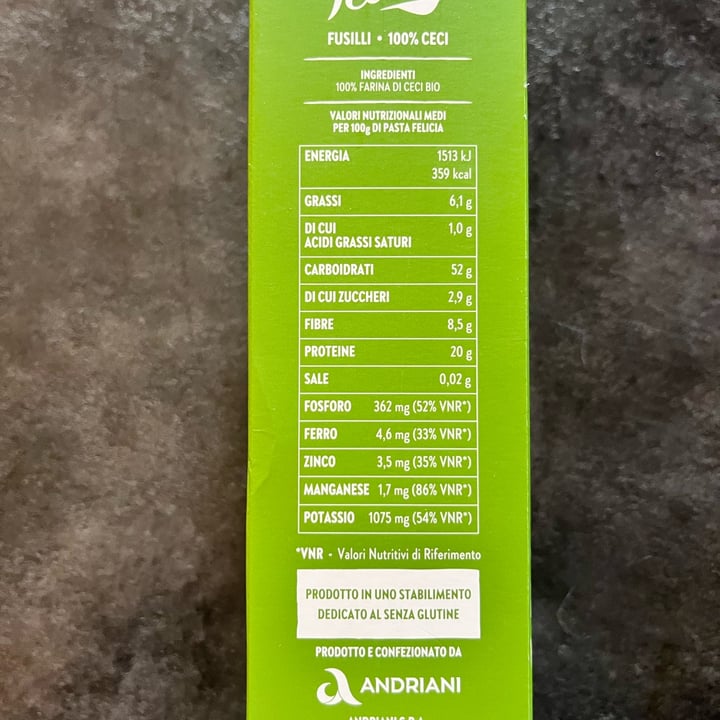 FUSILLI • 100% CECI
INGREDIENTI
100% FARINA DI CECI BIO
VALORI NUTRIZIONALI MEDI
PER 100g DI PASTA FELICIA
ENERGIA 1513 kJ
359 kcal
GRASSI 6,1 g
DI CUI 1,0 g
ACIDI GRASSI SATURI
CARBOIDRATI 52 g
DI CUI ZUCCHERI 2,9 g
FIBRE 8,5 g
PROTEINE 20 g
SALE 0,02 g
FOSFORO 362 mg (52% VNR*)
FERRO 4,6 mg (33% VNR*)
ZINCO 3,5 mg (35% VNR*)
MANGANESE 1,7 mg (86% VNR*)
POTASSIO 1075 mg (54% VNR*)
*VNR - Valori Nutritivi di Riferimento
PRODOTTO IN UNO STABILIMENTO
DEDICATO AL SENZA GLUTINE
PRODOTTO E CONFEZIONATO DA
ANDRIANI